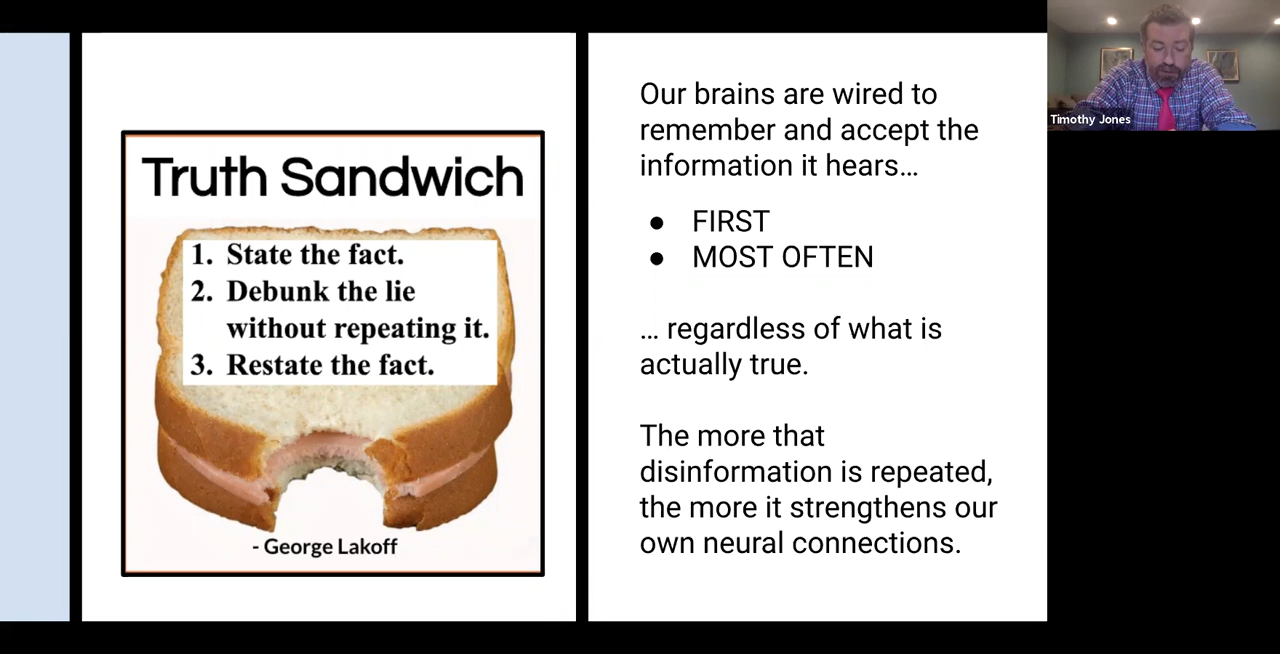 Truth Sandwich
1. State the fact.
2. Debunk the lie
without repeating it.
3. Restate the fact.
- George Lakoff
Our brains are wired to
remember and accept the
information it hears…
● FIRST
● MOST OFTEN
… regardless of what is
actually true.
The more that
disinformation is repeated,
the more it strengthens our
own neural connections.
Timothy Jones